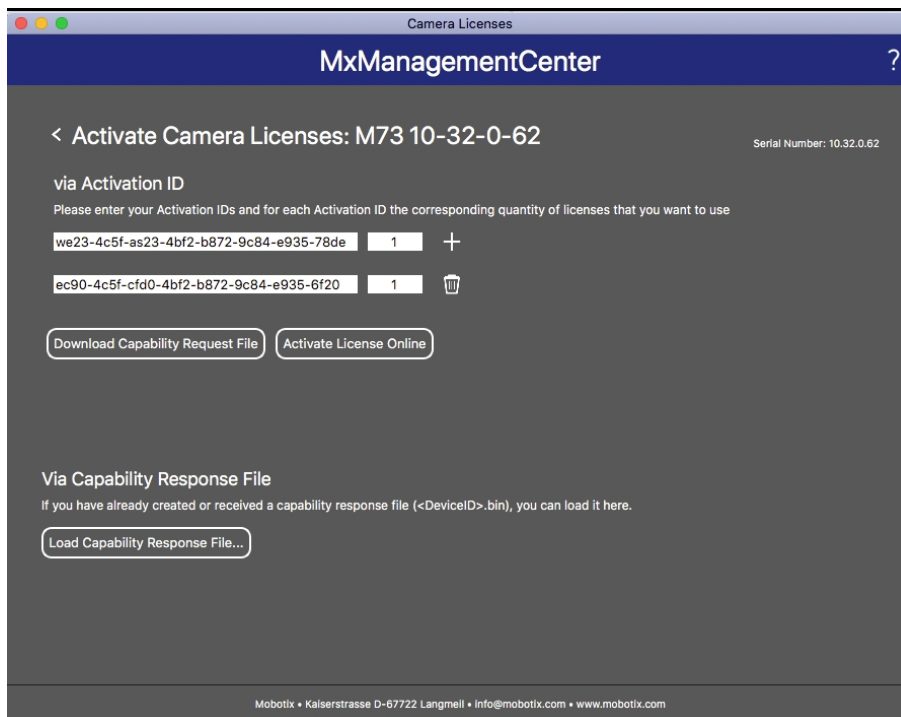 Camera Licenses
MxManagementCenter
?
< Activate Camera Licenses: M73 10-32-0-62
Serial Number: 10.32.0.62
via Activation ID
Please enter your Activation IDs and for each Activation ID the corresponding quantity of licenses that you want to use
we23-4c5f-as23-4bf2-b872-9c84-e935-78de 1 +
ec90-4c5f-cfd0-4bf2-b872-9c84-e935-6f20 1
Download Capability Request File Activate License Online
Via Capability Response File
If you have already created or received a capability response file (<DeviceID>.bin), you can load it here.
Load Capability Response File...
Mobotix • Kaiserstrasse D-67722 Langmeil • info@mobotix.com • www.mobotix.com